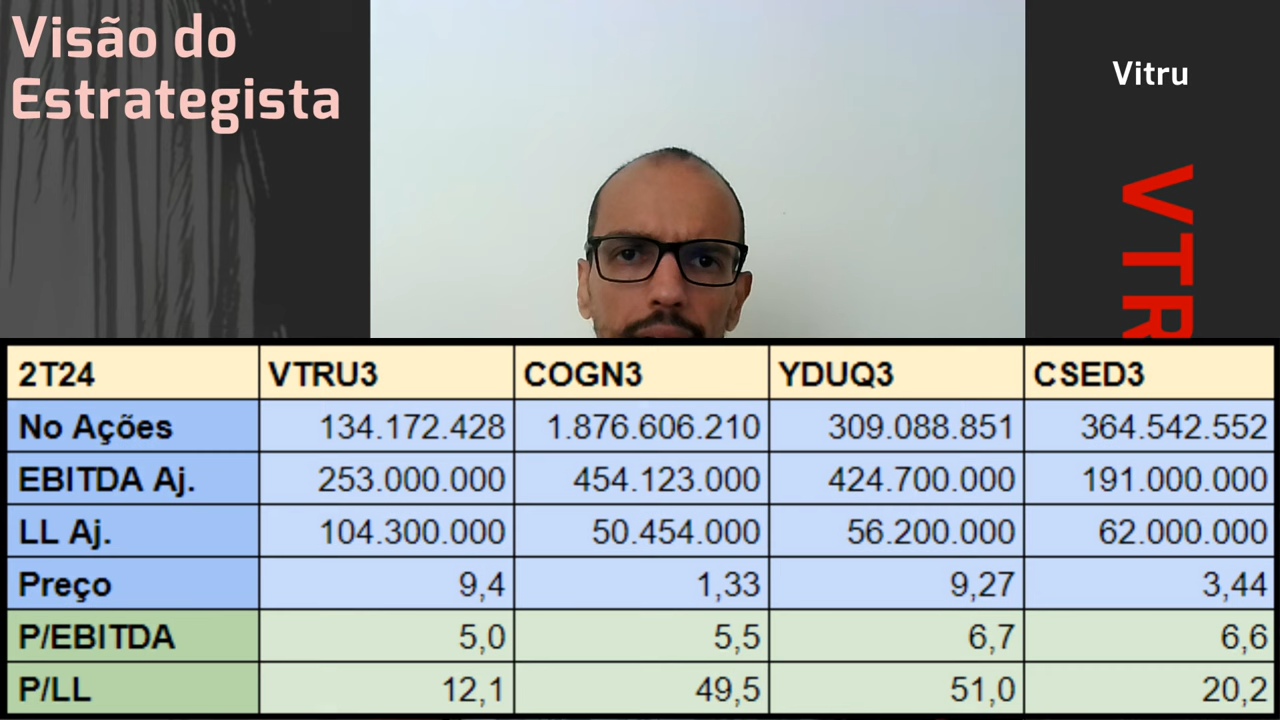 Visão do
Estrategista
Vitru
VTR
2T24 VTRU3 COGN3 YDUQ3 CSED3
No Ações 134.172.428 1.876.606.210 309.088.851 364.542.552
EBITDA Aj. 253.000.000 454.123.000 424.700.000 191.000.000
LL Aj. 104.300.000 50.454.000 56.200.000 62.000.000
Preço 9,4 1,33 9,27 3,44
P/EBITDA 5,0 5,5 6,7 6,6
P/LL 12,1 49,5 51,0 20,2